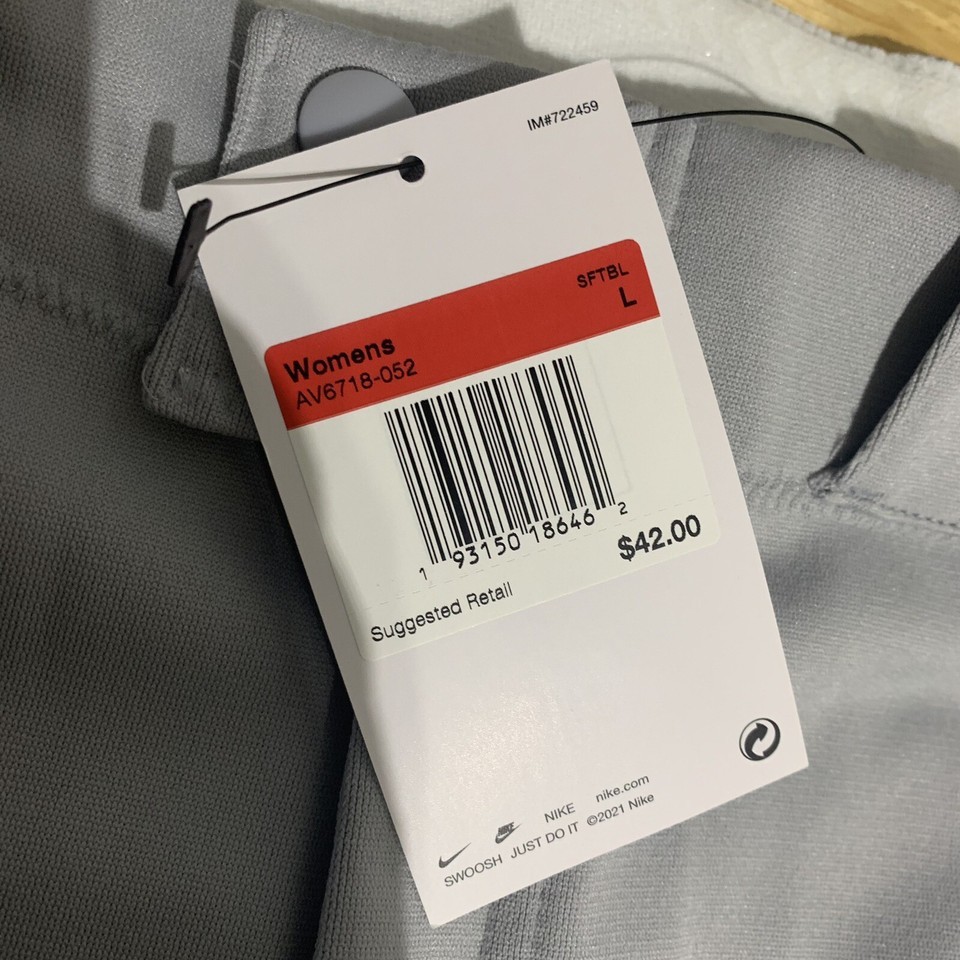 IM#722459
SFTBL
L
Womens
AV6718-052
1 93150 18646 2
$42.00
Suggested Retail
NIKE nike.com
SWOOSH JUST DO IT ©2021 Nike